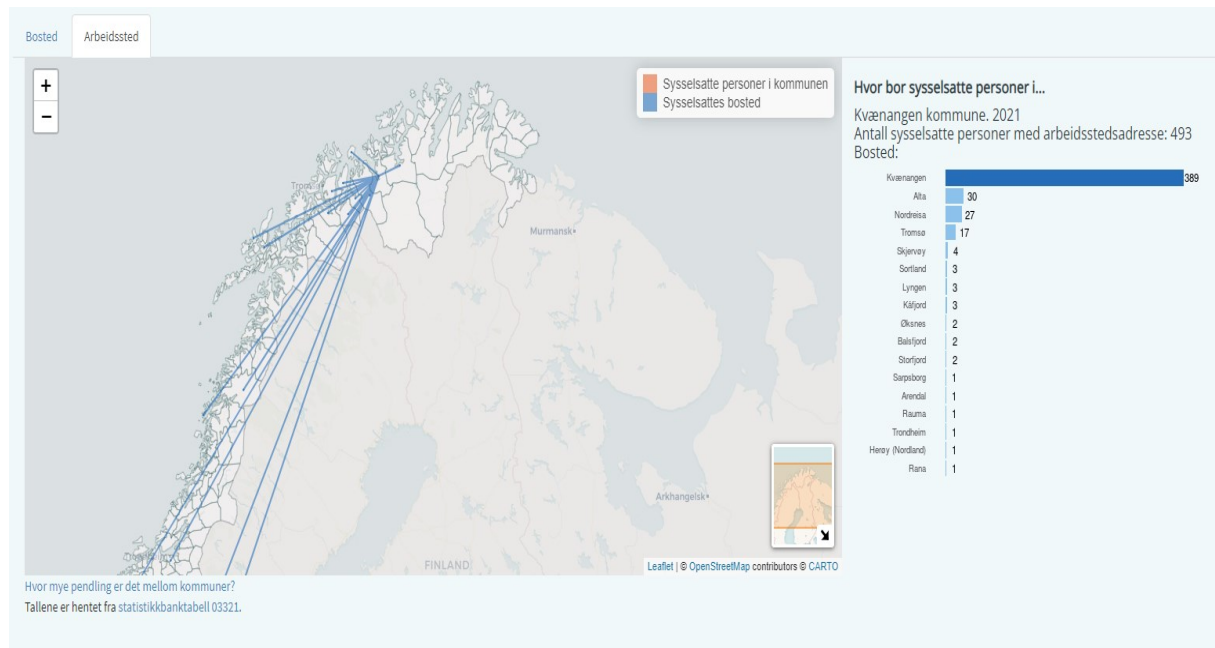 Bosted
Arbeidssted
+
−
Sysselsatte personer i kommunen
Sysselsattes bosted
Murmansk
Arkhangelsk
FINLAND
Leaflet | © OpenStreetMap contributors © CARTO
Hvor mye pendling er det mellom kommuner?
Tallene er hentet fra statistikkbanktabell 03321.
Hvor bor sysselsatte personer i...
Kvænangen kommune. 2021
Antall sysselsatte personer med arbeidsstedsadresse: 493
Bosted:
Kvænangen 389
Alta 30
Nordreisa 27
Tromsø 17
Skjervøy 4
Sortland 3
Lyngen 3
Kåfjord 3
Øksnes 2
Balsfjord 2
Storfjord 2
Sarpsborg 1
Arendal 1
Rauma 1
Trondheim 1
Herøy (Nordland) 1
Rana 1